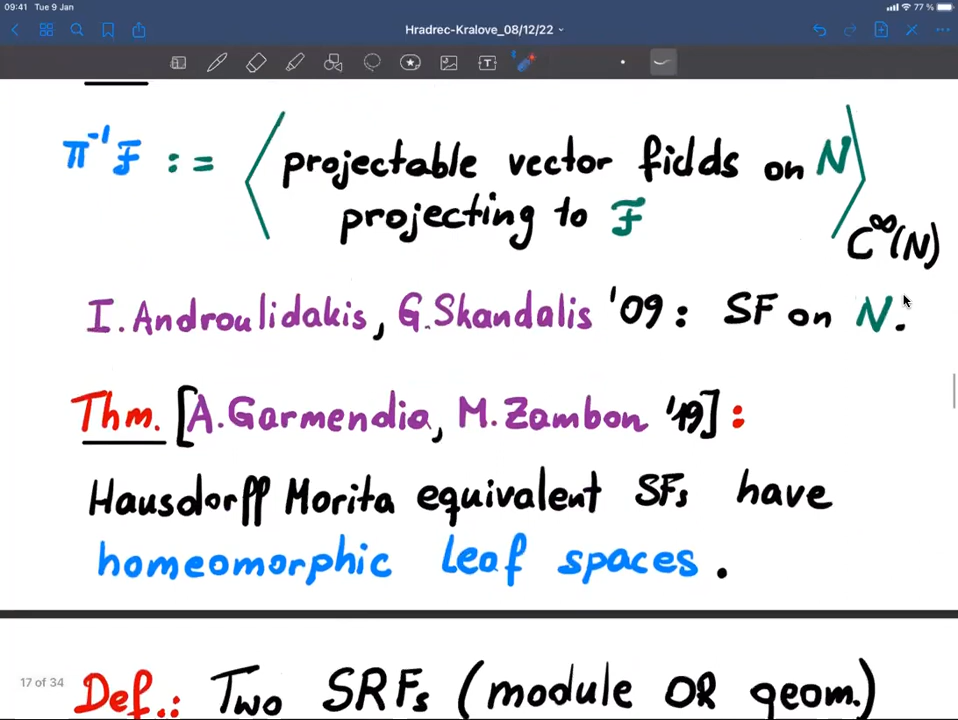 09:41 Tue 9 Jan
77 %
Hradrec-Kralove_08/12/22
π⁻¹F := ⟨ projectable vector fields on N
projecting to F ⟩ C^∞(N)
I. Androulidakis, G. Skandalis '09 : SF on N.
Thm. [A. Garmendia, M. Zambon '19] :
Hausdorff Morita equivalent SFs have
homeomorphic leaf spaces.
17 of 34
Def.: Two SRFs (module OR geom.)